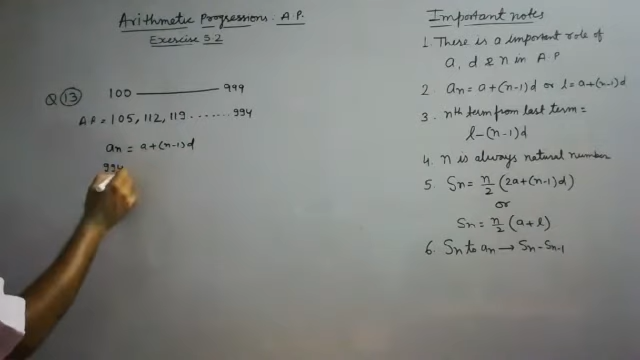 Arithmetic Progressions. A.P.
Exercise 5.2
Q 13 100 ———— 999
AP = 105, 112, 119 ........ 994
an = a+(n-1)d
994
Important notes
1. There is a important role of
a, d & n in A.P
2. an = a+(n-1)d or l = a+(n-1)d
3. nth term from last term =
l-(n-1)d
4. n is always natural number
5. Sn = n/2 (2a+(n-1)d)
or
Sn = n/2 (a+l)
6. Sn to an → Sn - Sn-1